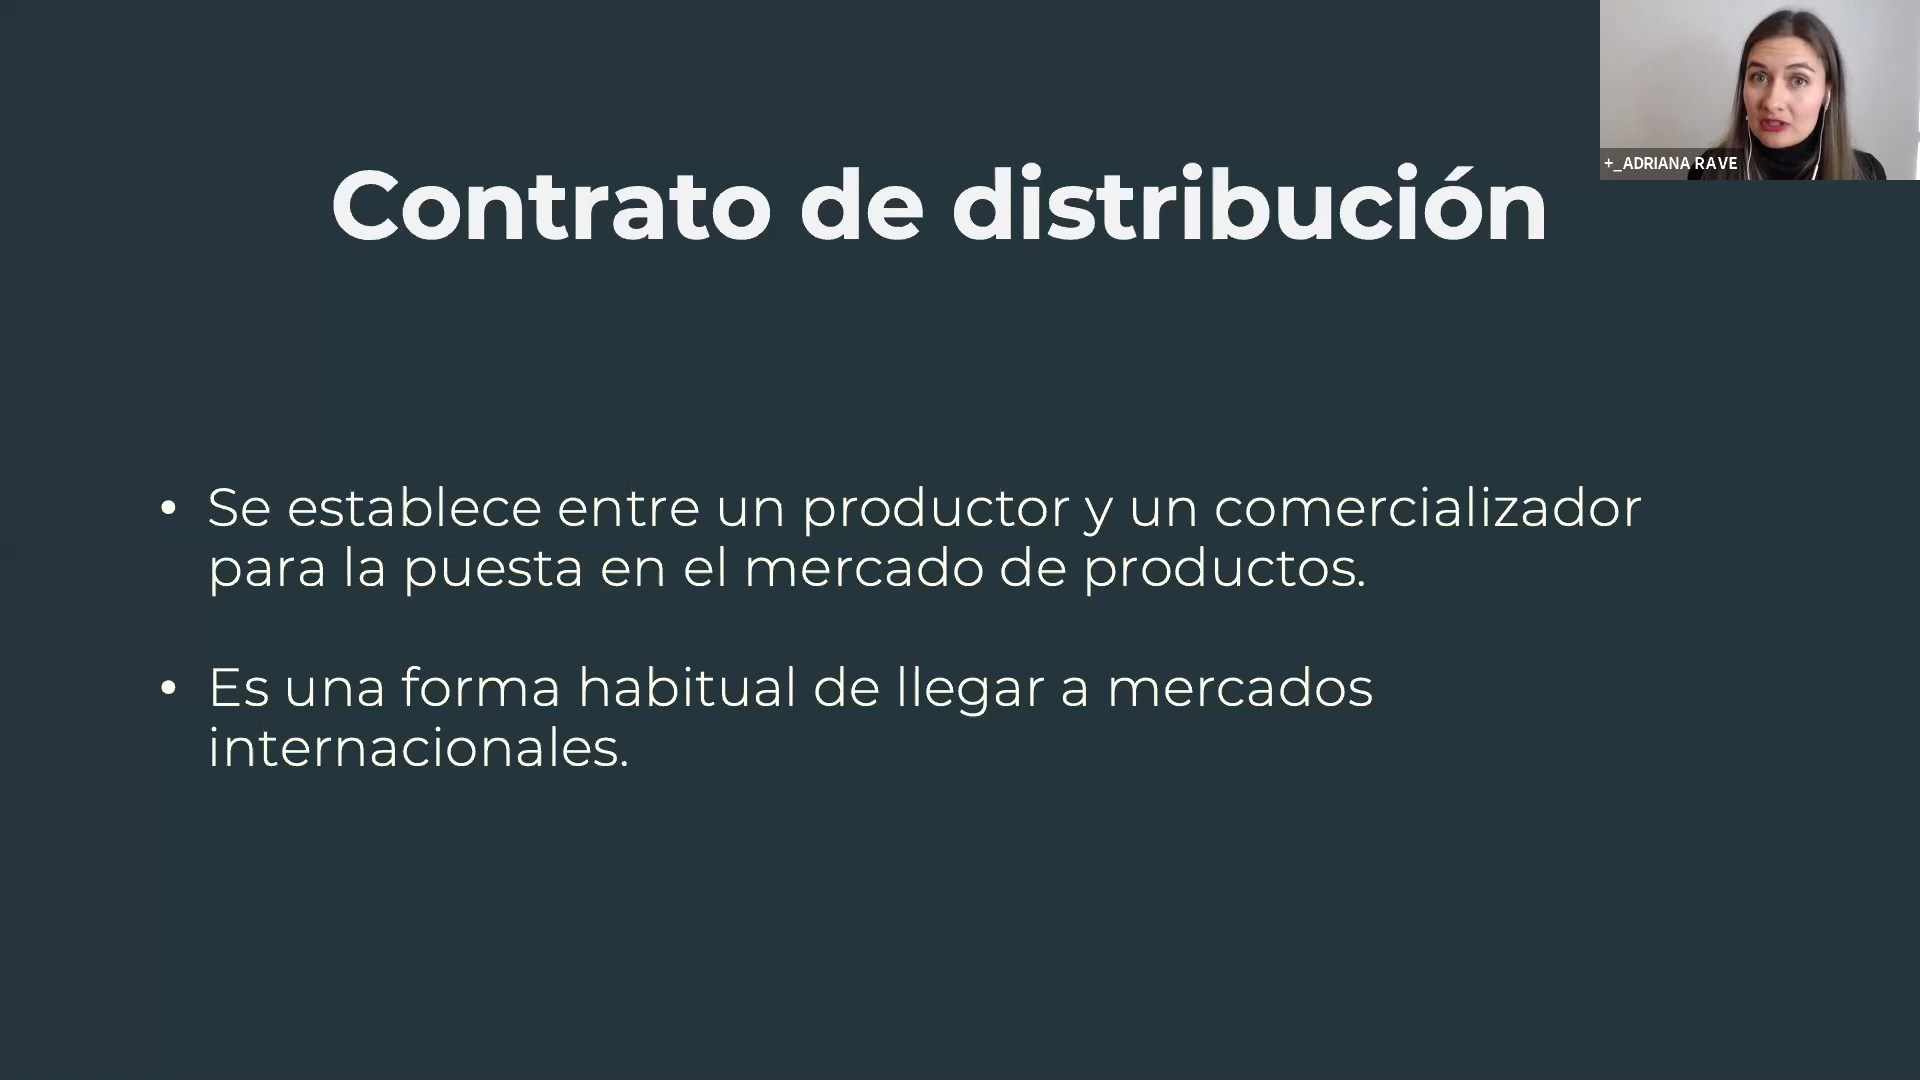 +_ADRIANA RAVE
Contrato de distribución
• Se establece entre un productor y un comercializador
para la puesta en el mercado de productos.
• Es una forma habitual de llegar a mercados
internacionales.